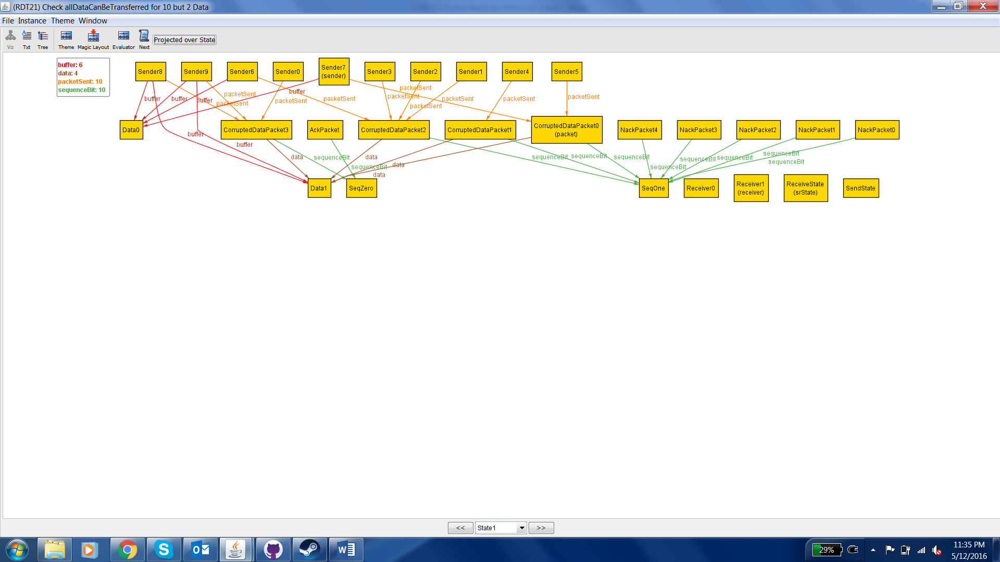 (RDT21) Check allDataCanBeTransferred for 10 but 2 Data
File Instance Theme Window
Viz Txt Tree Theme Magic Layout Evaluator Next Projected over State
buffer: 6
data: 4
packetSent: 10
sequenceBit: 10
Sender8 Sender9 Sender6 Sender0 Sender7 Sender3 Sender2 Sender1 Sender4 Sender5
(sender)
packetSent
buffer
packetSent packetSent packetSent
buffer buffer buffer packetSent packetSent packetSent packetSent
packetSent packetSent
Data0 CorruptedDataPacket3 AckPacket CorruptedDataPacket2 CorruptedDataPacket1 CorruptedDataPacket0 NackPacket4 NackPacket3 NackPacket2 NackPacket1 NackPacket0
(packet)
buffer
buffer
data sequenceBit data sequenceBit sequenceBit sequenceBit sequenceBit sequenceBit sequenceBit
sequenceBit data sequenceBit sequenceBit
data
Data1 SeqZero SeqOne Receiver0 Receiver1 ReceiveState SendState
(receiver) (srState)
<< State1 >>
29% 11:35 PM
5/12/2016